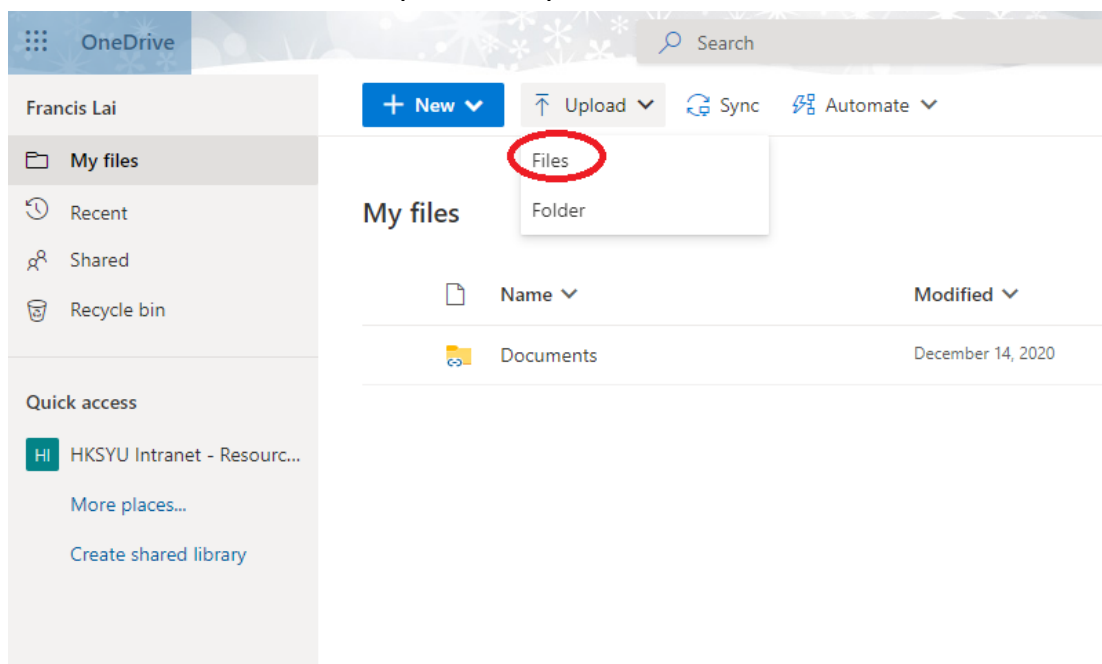 OneDrive
Search
Francis Lai
New
Upload
Sync
Automate
My files
Files
Recent
My files
Folder
Shared
Name
Modified
Recycle bin
Documents
December 14, 2020
Quick access
HI
HKSYU Intranet - Resourc...
More places...
Create shared library